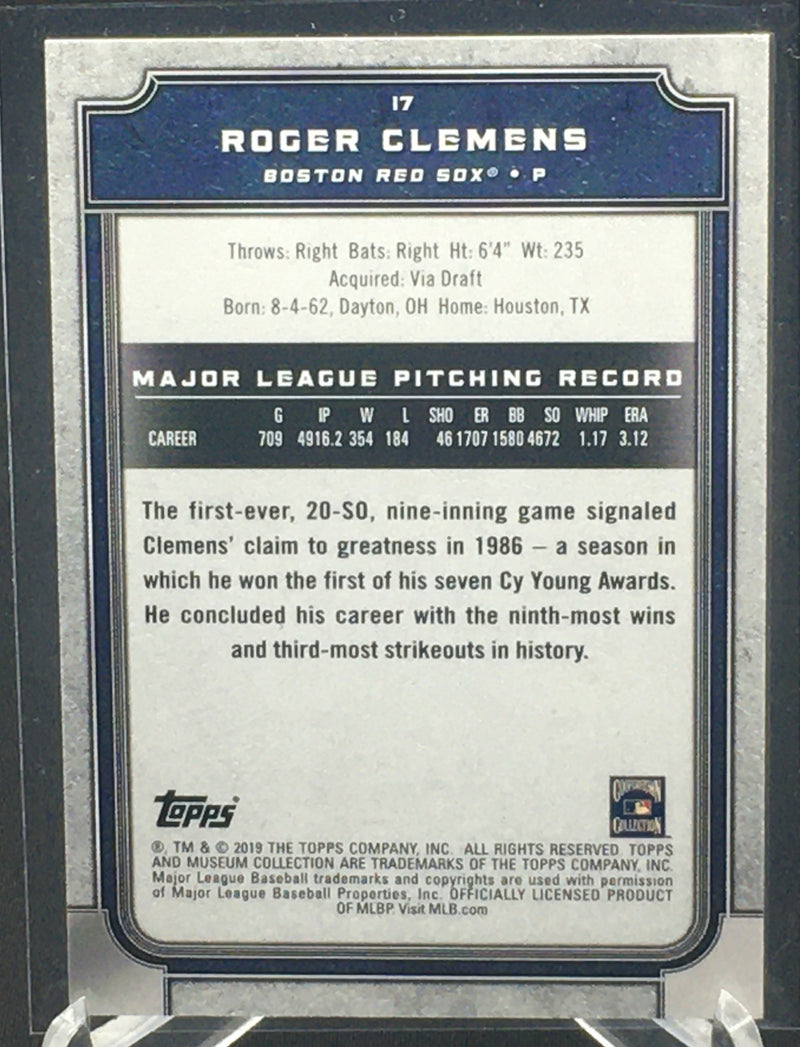 17
ROGER CLEMENS
BOSTON RED SOX® • P
Throws: Right Bats: Right Ht: 6'4" Wt: 235
Acquired: Via Draft
Born: 8-4-62, Dayton, OH Home: Houston, TX
MAJOR LEAGUE PITCHING RECORD
G IP W L SHO ER BB SO WHIP ERA
CAREER 709 4916.2 354 184 46 1707 1580 4672 1.17 3.12
The first-ever, 20-SO, nine-inning game signaled
Clemens' claim to greatness in 1986 – a season in
which he won the first of his seven Cy Young Awards.
He concluded his career with the ninth-most wins
and third-most strikeouts in history.
topps®
COOPERSTOWN
COLLECTION
®, TM & © 2019 THE TOPPS COMPANY, INC. ALL RIGHTS RESERVED. TOPPS
AND MUSEUM COLLECTION ARE TRADEMARKS OF THE TOPPS COMPANY, INC.
Major League Baseball trademarks and copyrights are used with permission
of Major League Baseball Properties, Inc. OFFICIALLY LICENSED PRODUCT
OF MLBP. Visit MLB.com